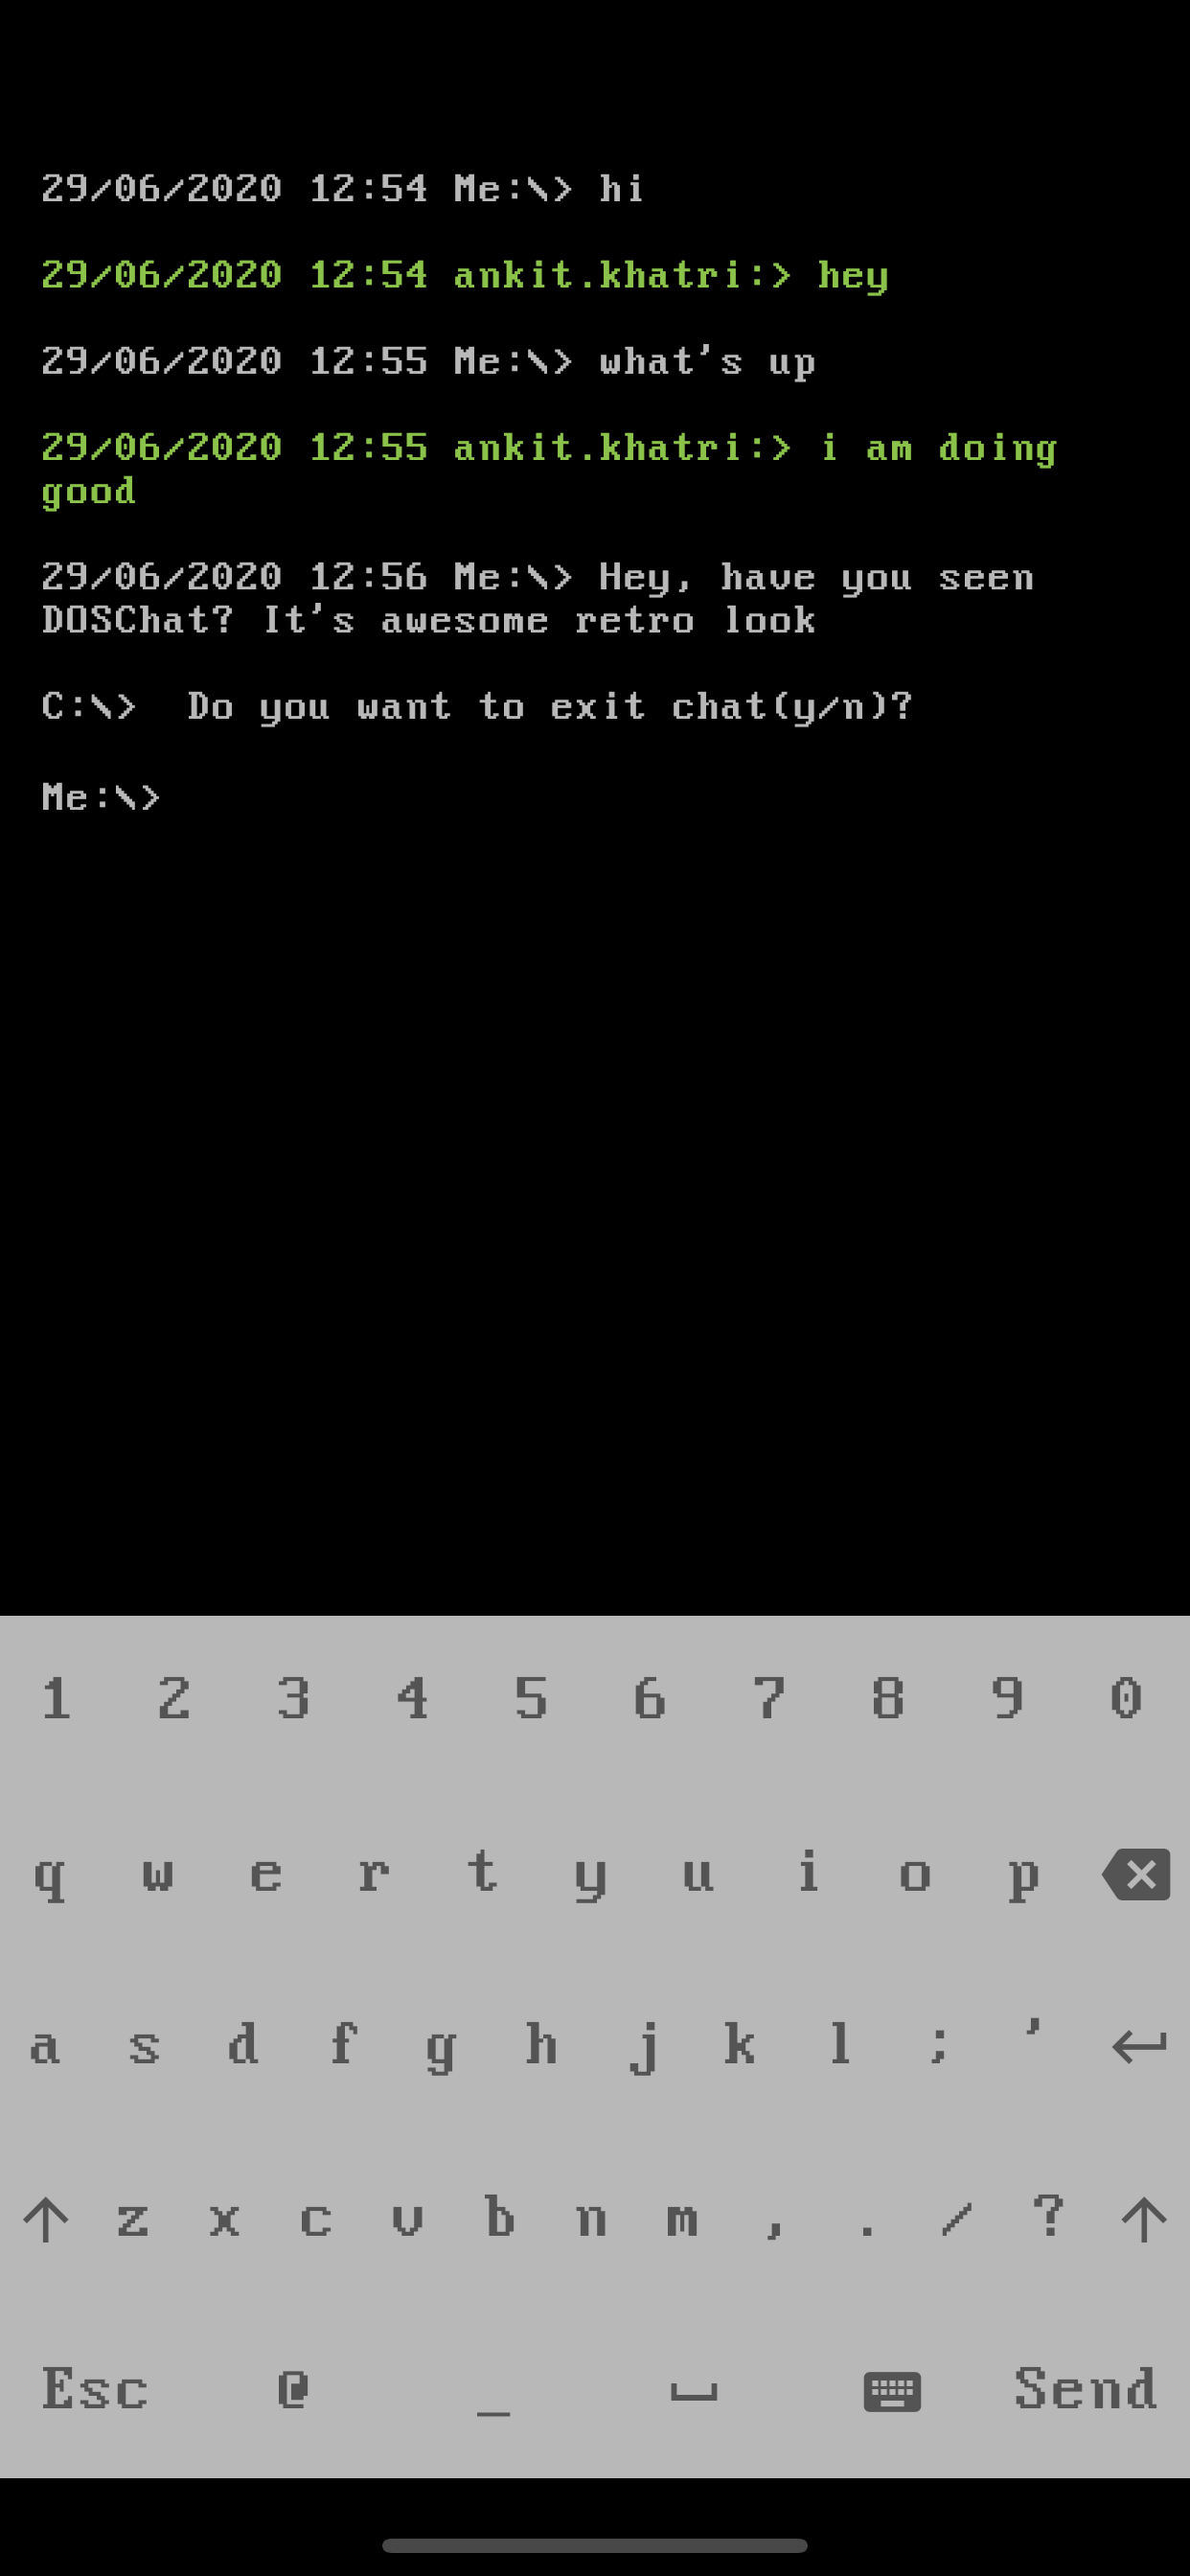 29/06/2020 12:54 Me:\> hi
29/06/2020 12:54 ankit.khatri:> hey
29/06/2020 12:55 Me:\> what's up
29/06/2020 12:55 ankit.khatri:> i am doing
good
29/06/2020 12:56 Me:\> Hey, have you seen
DOSChat? It's awesome retro look
C:\>  Do you want to exit chat(y/n)?
Me:\>
1 2 3 4 5 6 7 8 9 0
q w e r t y u i o p
a s d f g h j k l ; '
z x c v b n m , . / ?
Esc @ _ Send